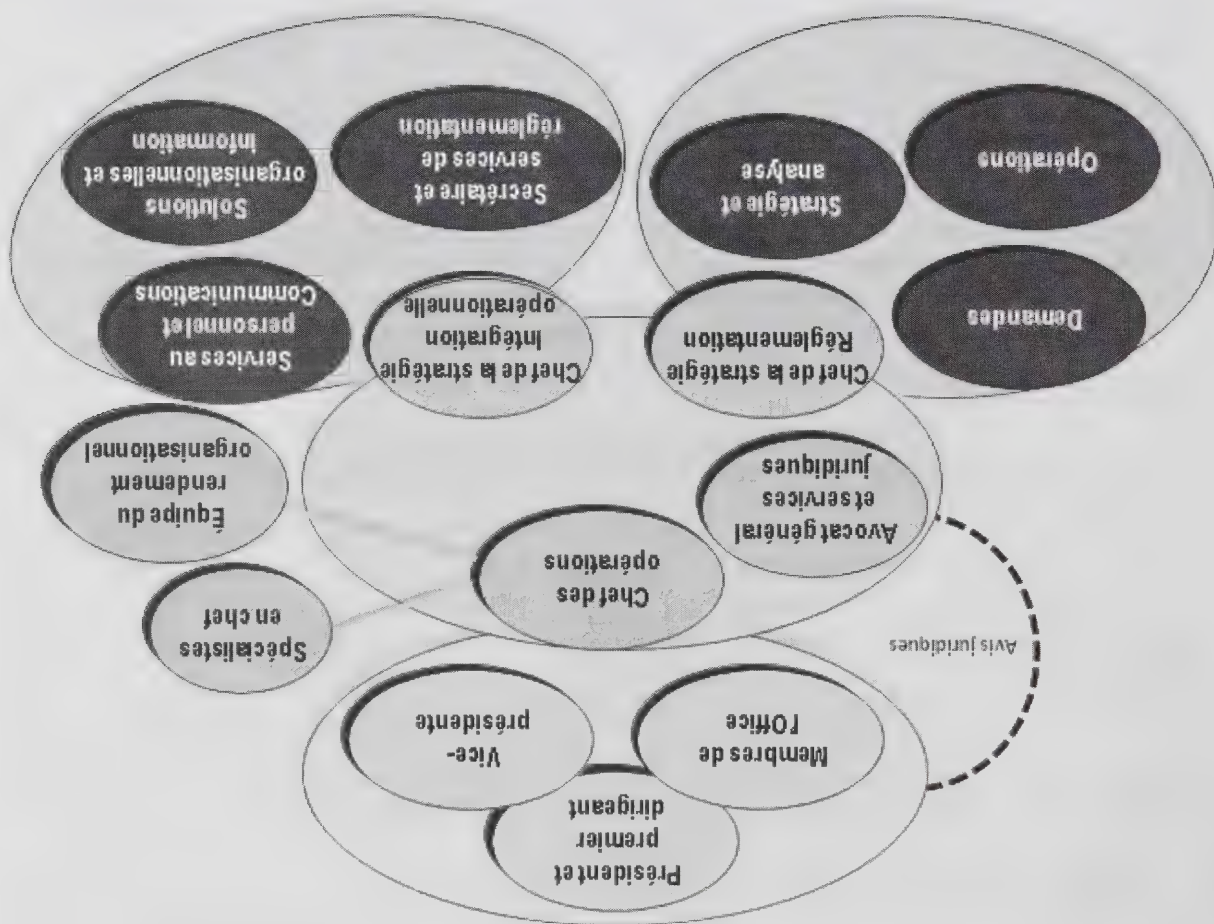 Président et
premier
dirigeant
Membres de
l'Office
Vice-
présidente
Avis juridiques
Chef des
opérations
Spécialistes
en chef
Avocat général
et services
juridiques
Équipe du
rendement
organisationnel
Chef de la stratégie
Réglementation
Chef de la stratégie
Intégration
opérationnelle
Demandes
Services au
personnel et
Communications
Opérations
Stratégie et
analyse
Secrétaire et
services de
réglementation
Solutions
organisationnelles et
information